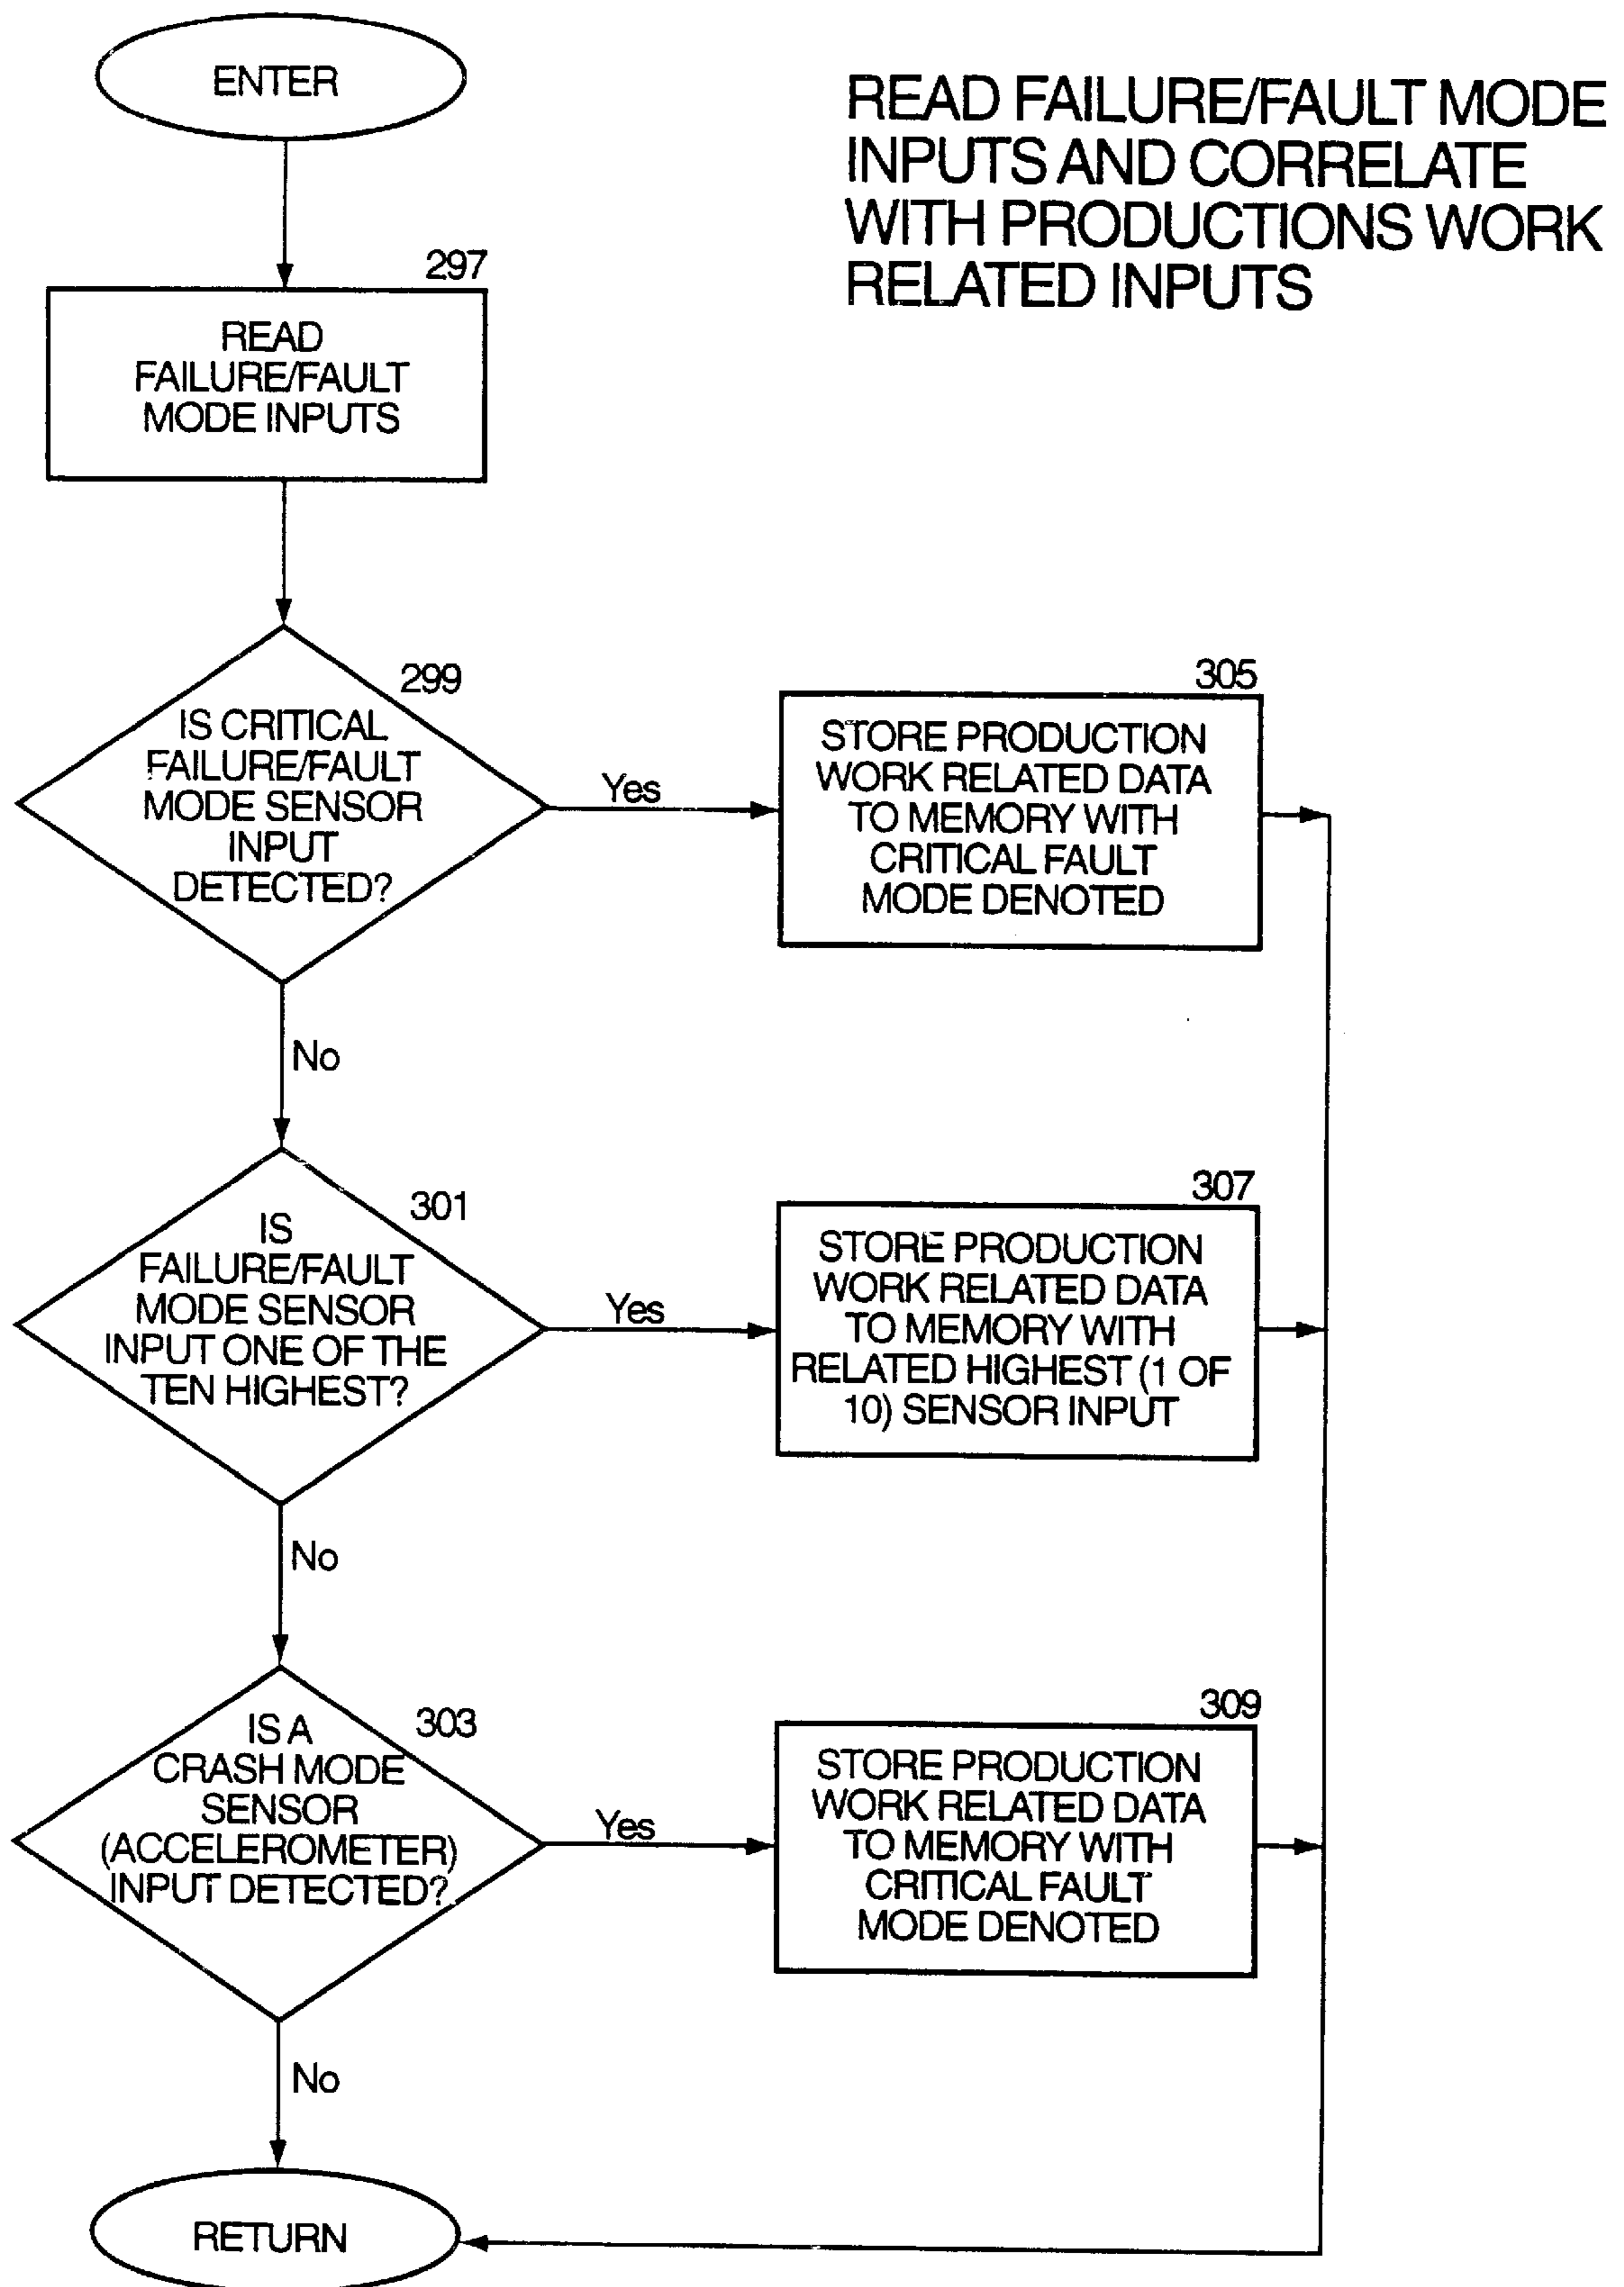 ENTER
READ FAILURE/FAULT MODE
INPUTS AND CORRELATE
WITH PRODUCTIONS WORK
RELATED INPUTS
297
READ
FAILURE/FAULT
MODE INPUTS
299
IS CRITICAL
FAILURE/FAULT
MODE SENSOR
INPUT
DETECTED?
Yes
305
STORE PRODUCTION
WORK RELATED DATA
TO MEMORY WITH
CRITICAL FAULT
MODE DENOTED
No
301
IS
FAILURE/FAULT
MODE SENSOR
INPUT ONE OF THE
TEN HIGHEST?
Yes
307
STORE PRODUCTION
WORK RELATED DATA
TO MEMORY WITH
RELATED HIGHEST (1 OF
10) SENSOR INPUT
No
303
IS A
CRASH MODE
SENSOR
(ACCELEROMETER)
INPUT DETECTED?
Yes
309
STORE PRODUCTION
WORK RELATED DATA
TO MEMORY WITH
CRITICAL FAULT
MODE DENOTED
No
RETURN